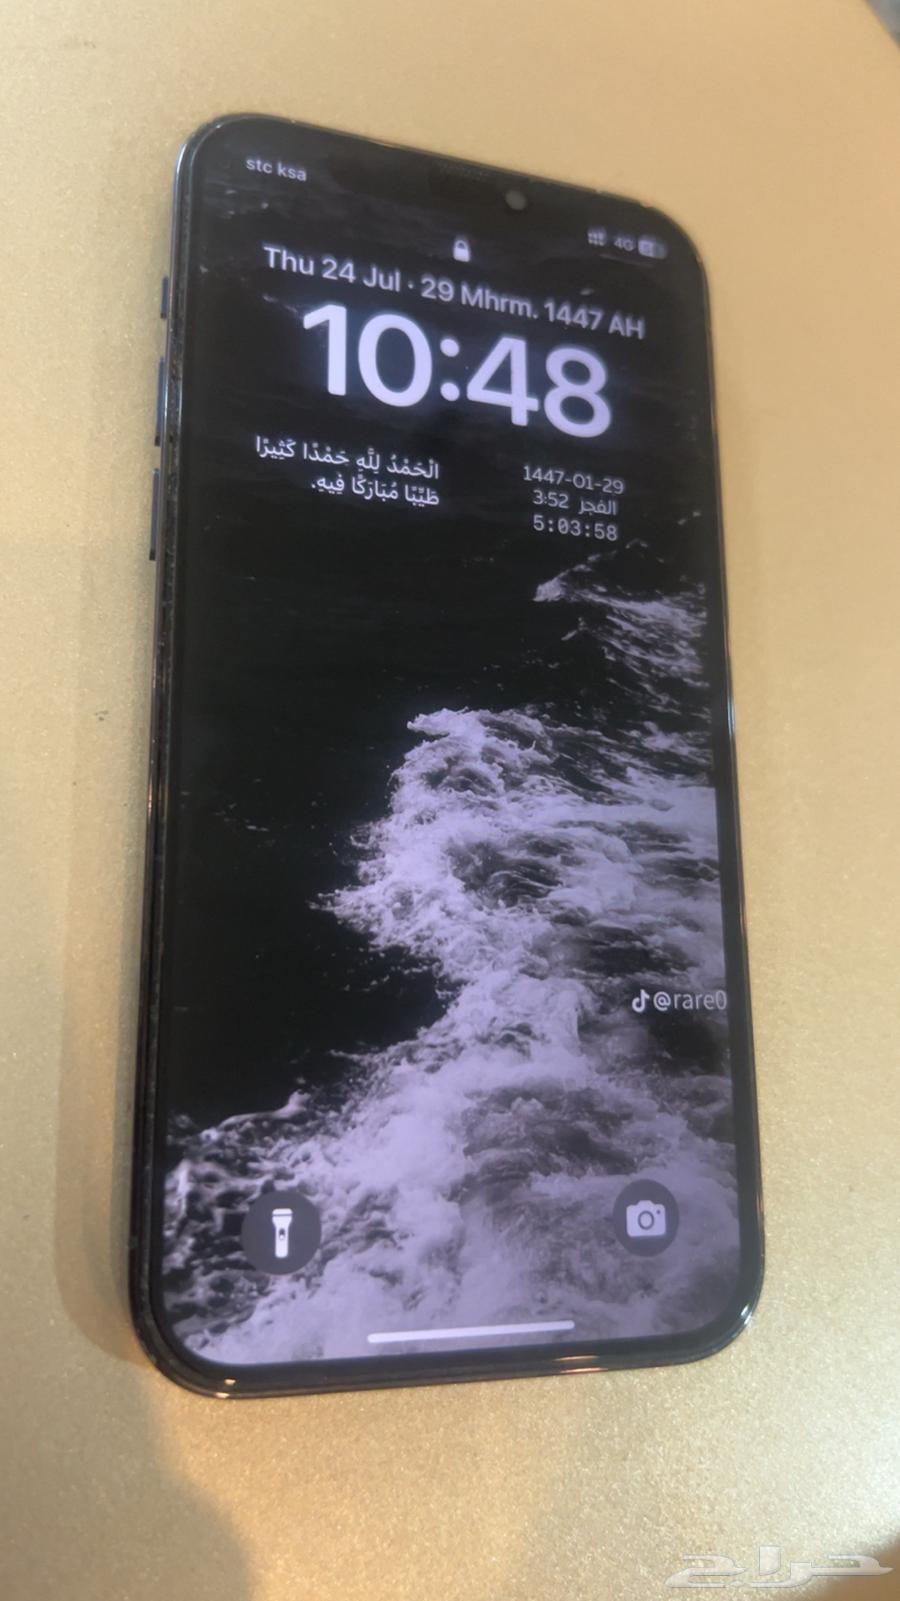 stc ksa
4G
Thu 24 Jul · 29 Mhrm. 1447 AH
10:48
الْحَمْدُ لِلَّهِ حَمْدًا كَثِيرًا
طَيِّبًا مُبَارَكًا فِيهِ.
1447-01-29
الفجر 3:52
5:03:58
@rare0
حراج